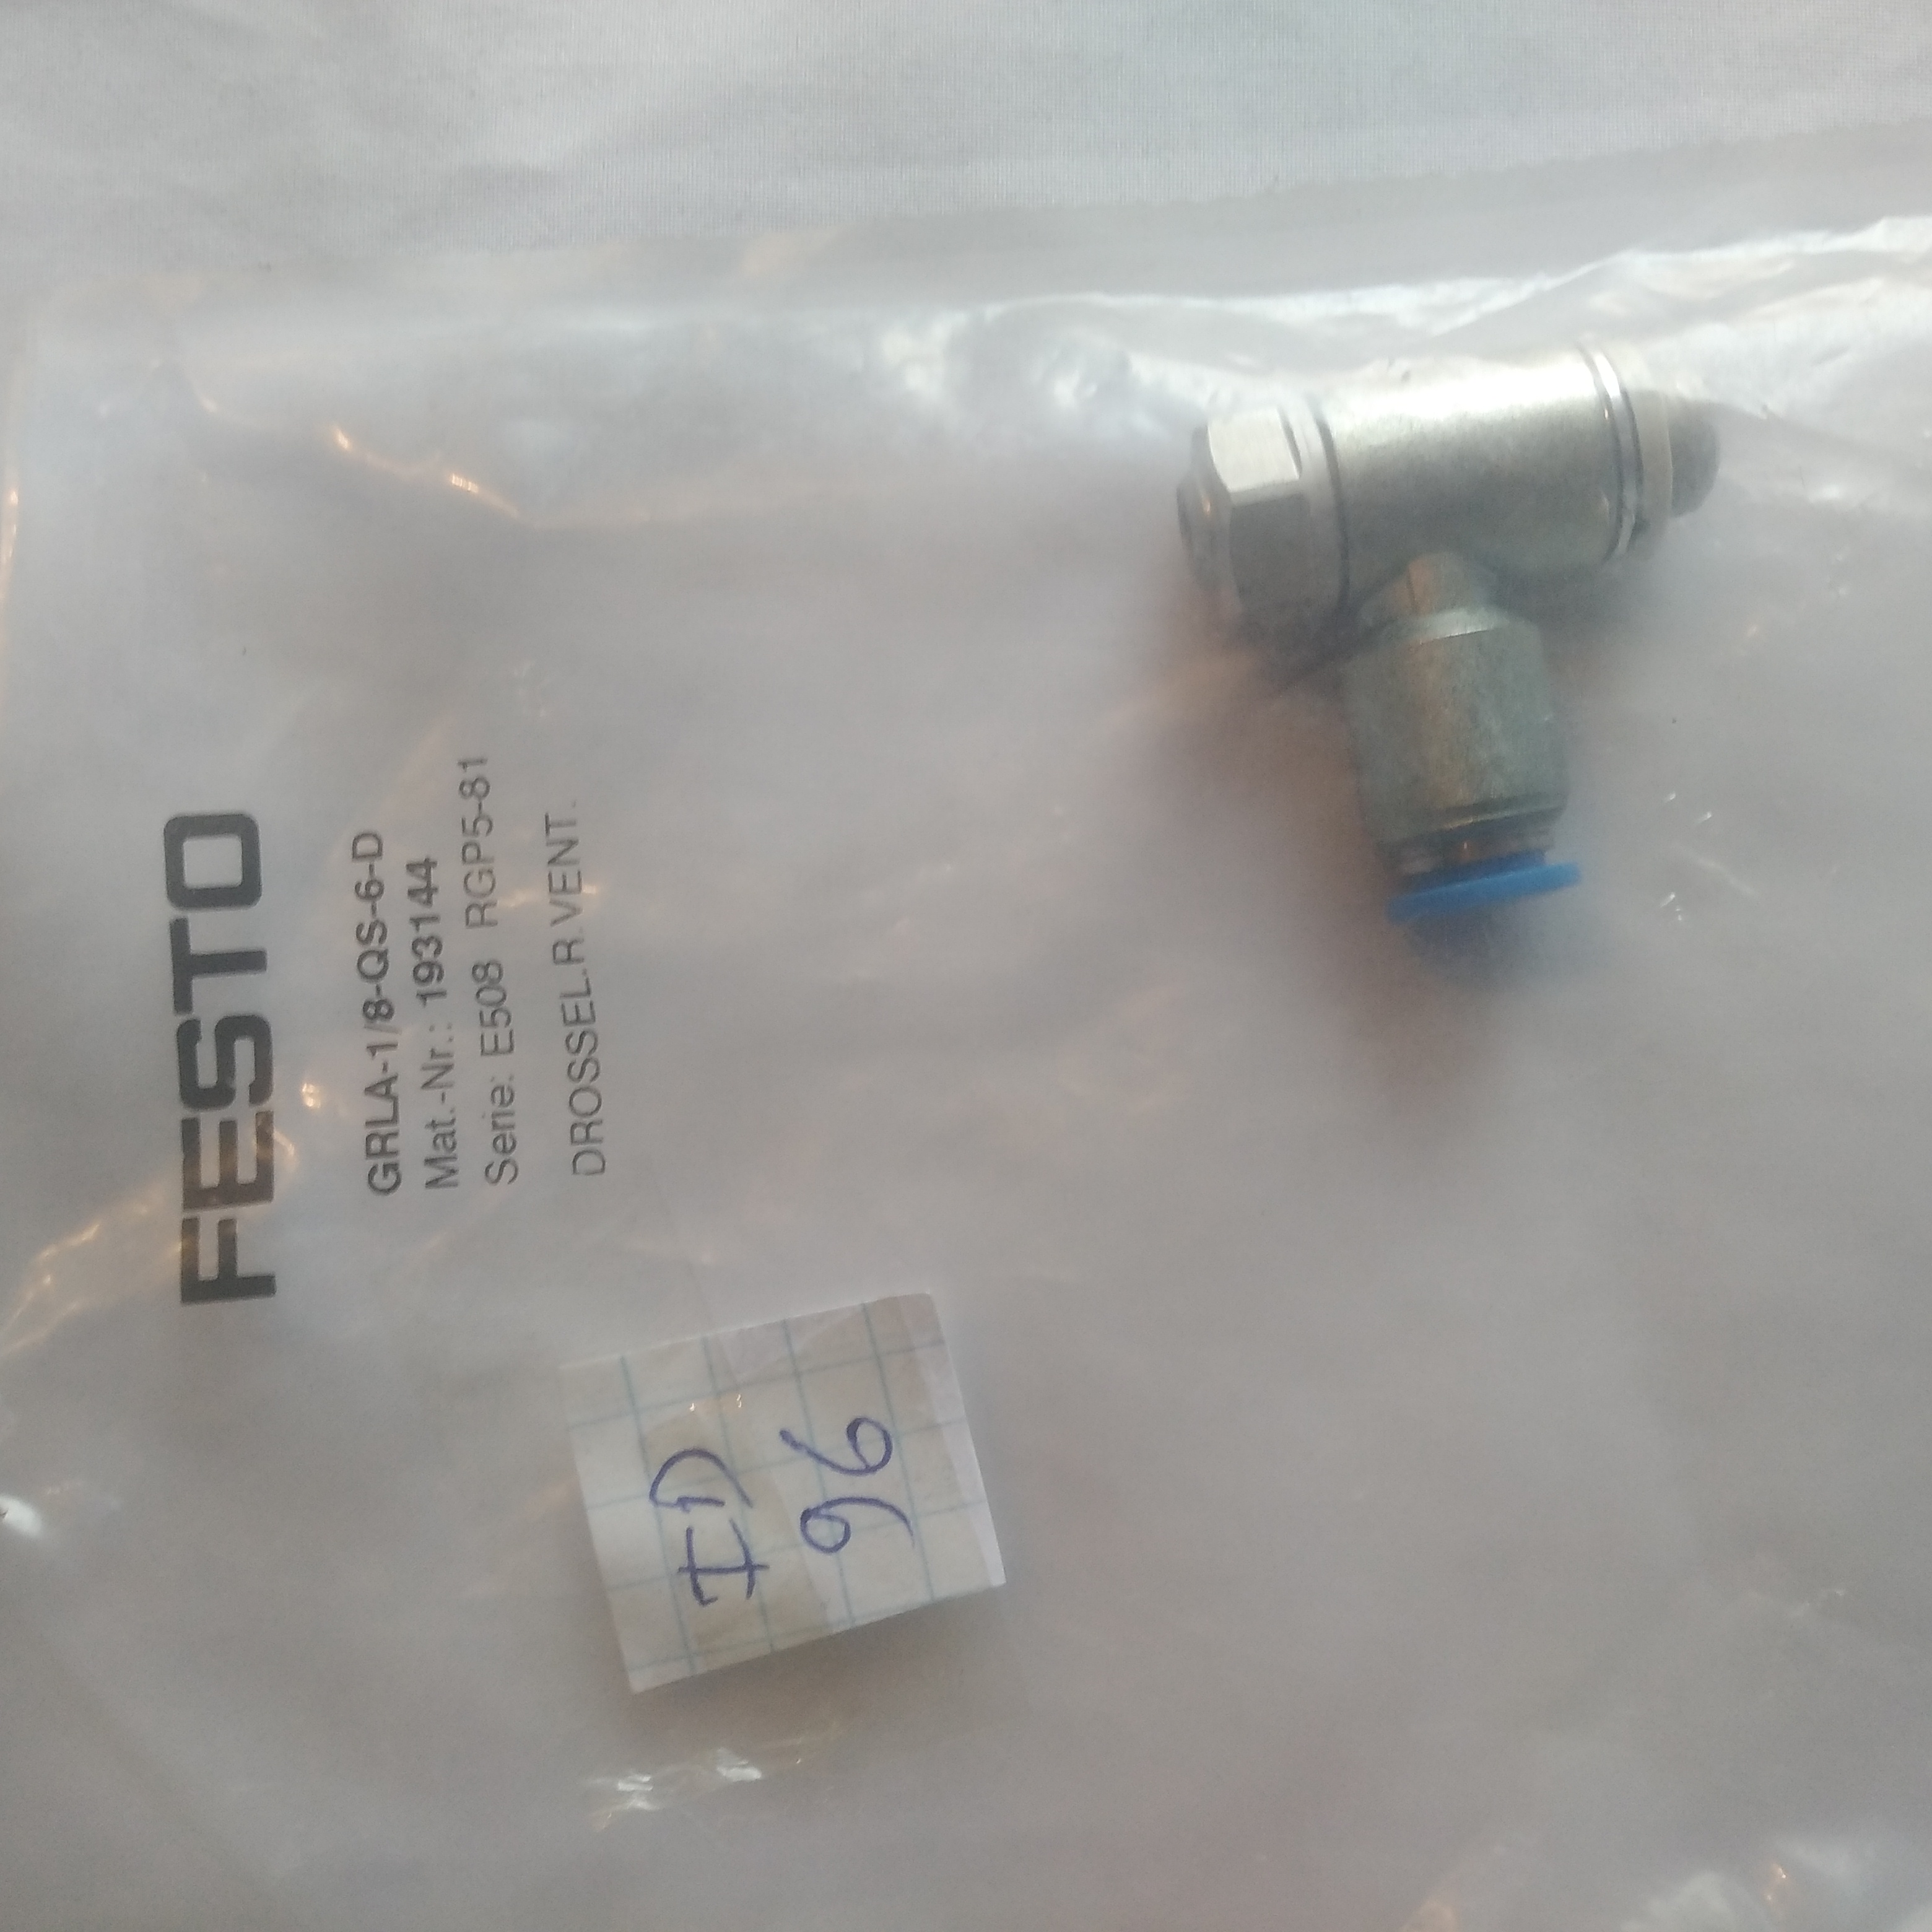 FESTO
GRLA-1/8-QS-6-D
Mat.-Nr.: 193144
Serie: E508 RGP5-81
DROSSEL.R.VENT.
ID
96